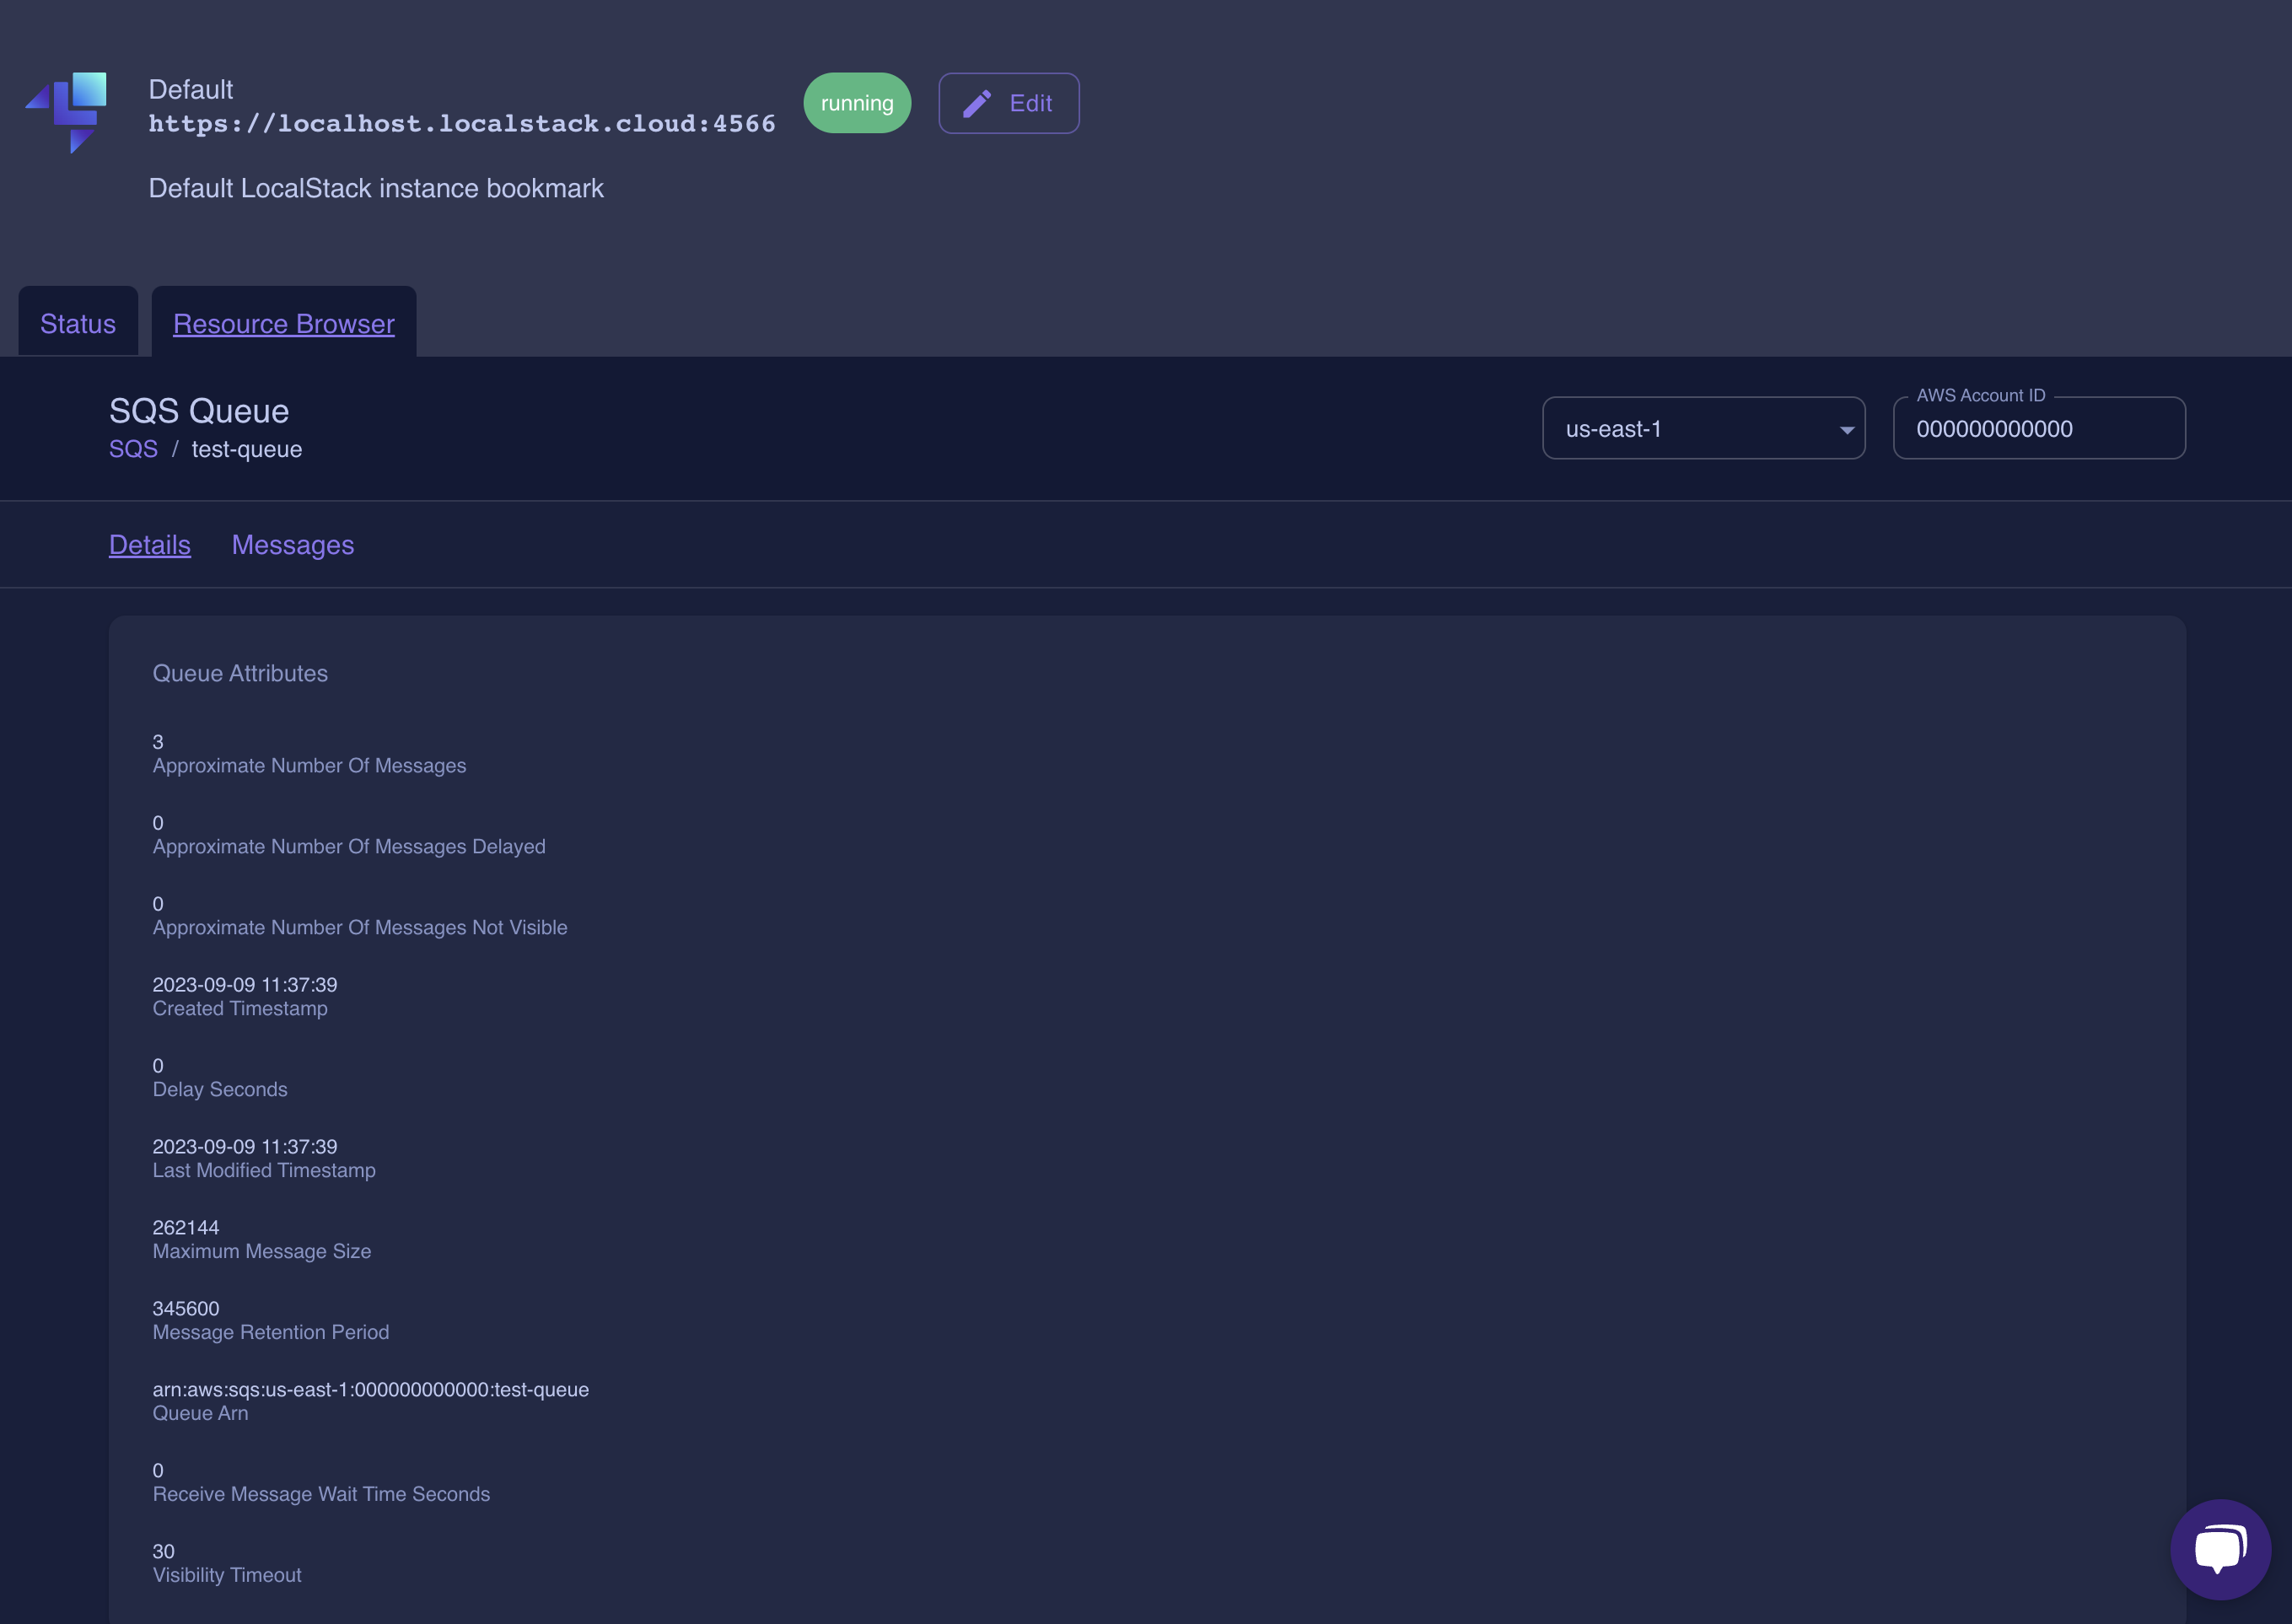 Default
https://localhost.localstack.cloud:4566
running
Edit
Default LocalStack instance bookmark
Status
Resource Browser
SQS Queue
SQS / test-queue
us-east-1
AWS Account ID
000000000000
Details
Messages
Queue Attributes
3
Approximate Number Of Messages
0
Approximate Number Of Messages Delayed
0
Approximate Number Of Messages Not Visible
2023-09-09 11:37:39
Created Timestamp
0
Delay Seconds
2023-09-09 11:37:39
Last Modified Timestamp
262144
Maximum Message Size
345600
Message Retention Period
arn:aws:sqs:us-east-1:000000000000:test-queue
Queue Arn
0
Receive Message Wait Time Seconds
30
Visibility Timeout